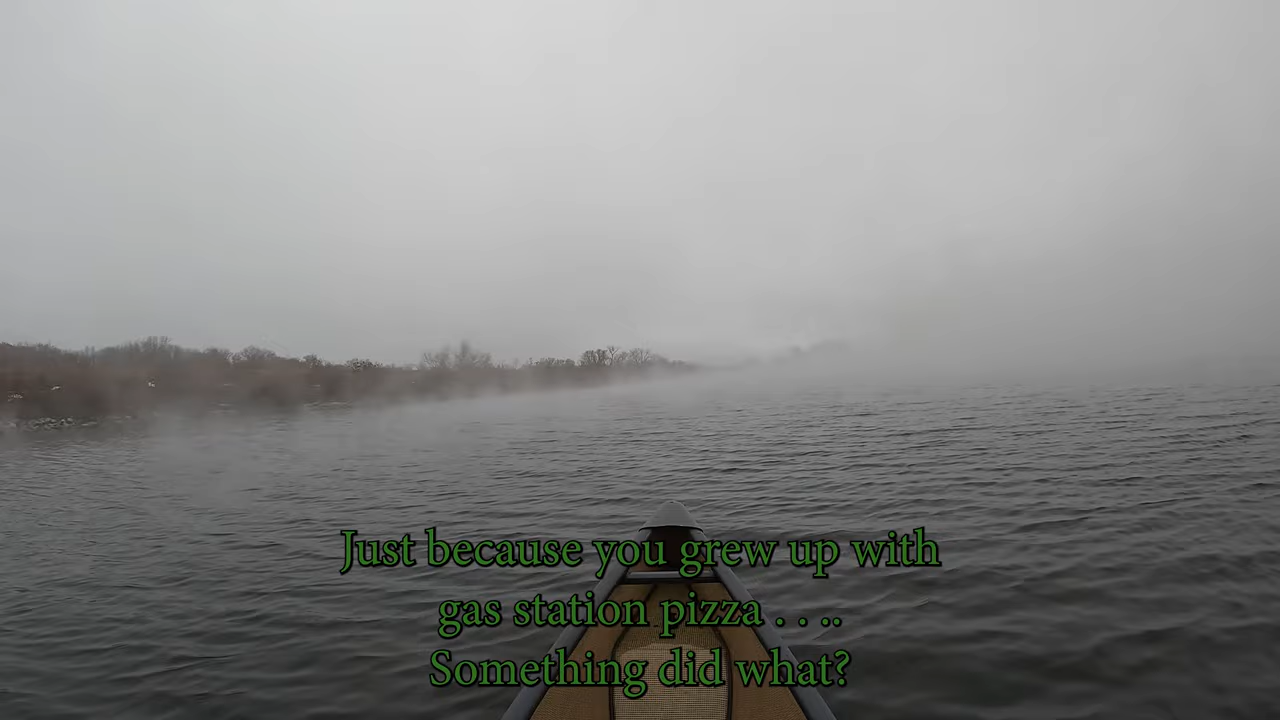 Just because you grew up with
gas station pizza . . ..
Something did what?